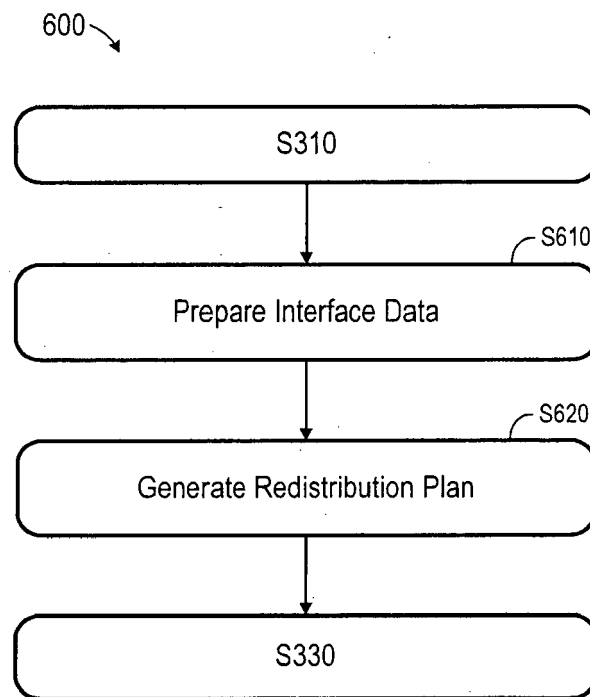 600
S310
S610
Prepare Interface Data
S620
Generate Redistribution Plan
S330